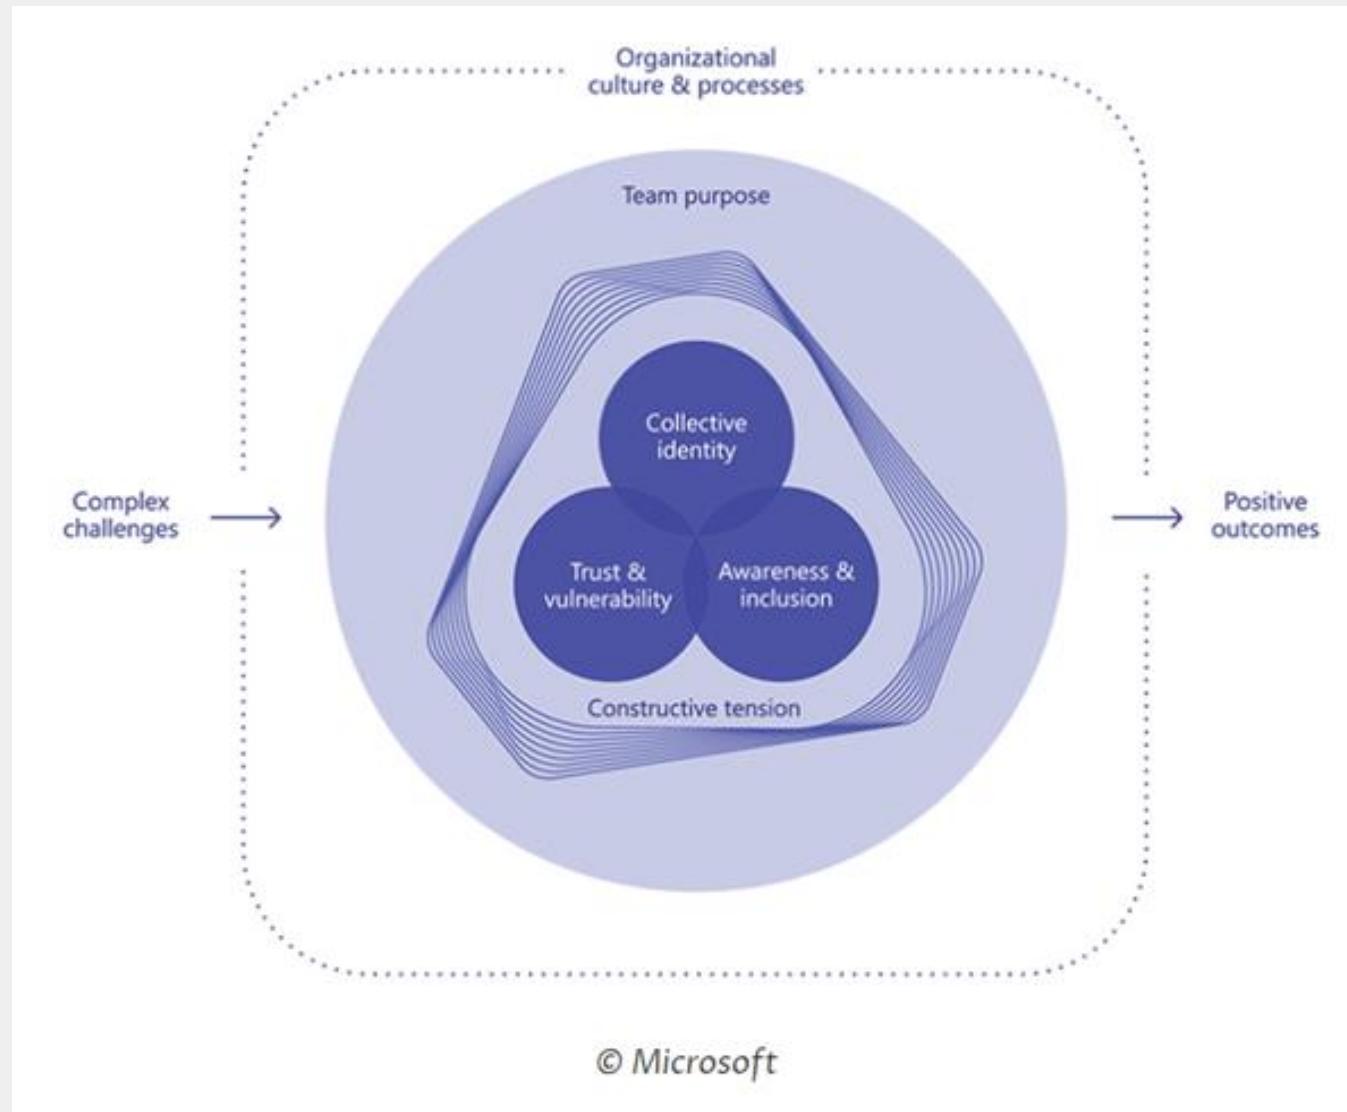 Organizational
culture & processes
Team purpose
Collective
identity
Complex
challenges
Positive
outcomes
Trust &
vulnerability
Awareness &
inclusion
Constructive tension
© Microsoft